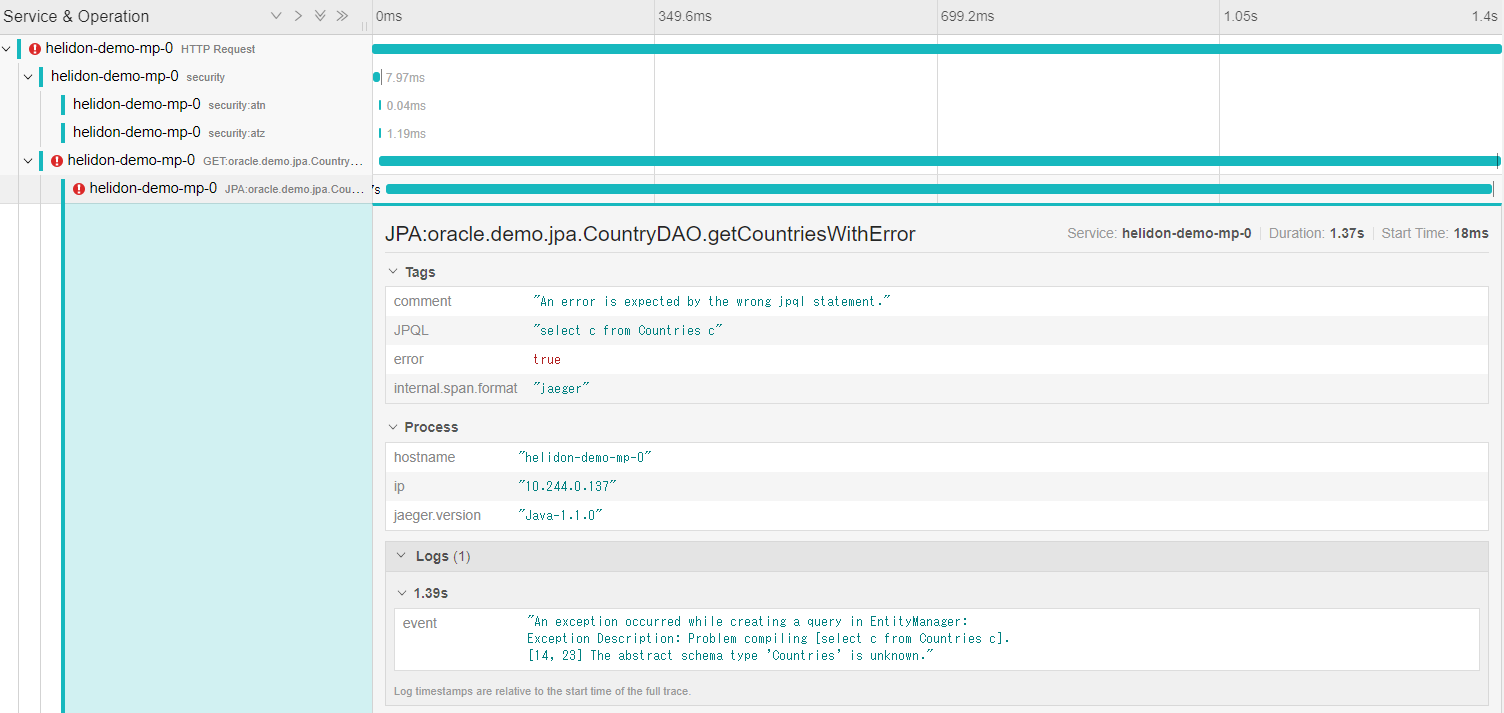 Service & Operation
0ms 349.6ms 699.2ms 1.05s 1.4s
helidon-demo-mp-0 HTTP Request
helidon-demo-mp-0 security 7.97ms
helidon-demo-mp-0 security:atn 0.04ms
helidon-demo-mp-0 security:atz 1.19ms
helidon-demo-mp-0 GET:oracle.demo.jpa.Country…
helidon-demo-mp-0 JPA:oracle.demo.jpa.Cou…
JPA:oracle.demo.jpa.CountryDAO.getCountriesWithError Service: helidon-demo-mp-0 Duration: 1.37s Start Time: 18ms
Tags
comment "An error is expected by the wrong jpql statement."
JPQL "select c from Countries c"
error true
internal.span.format "jaeger"
Process
hostname "helidon-demo-mp-0"
ip "10.244.0.137"
jaeger.version "Java-1.1.0"
Logs (1)
1.39s
event "An exception occurred while creating a query in EntityManager:
Exception Description: Problem compiling [select c from Countries c].
[14, 23] The abstract schema type 'Countries' is unknown."
Log timestamps are relative to the start time of the full trace.